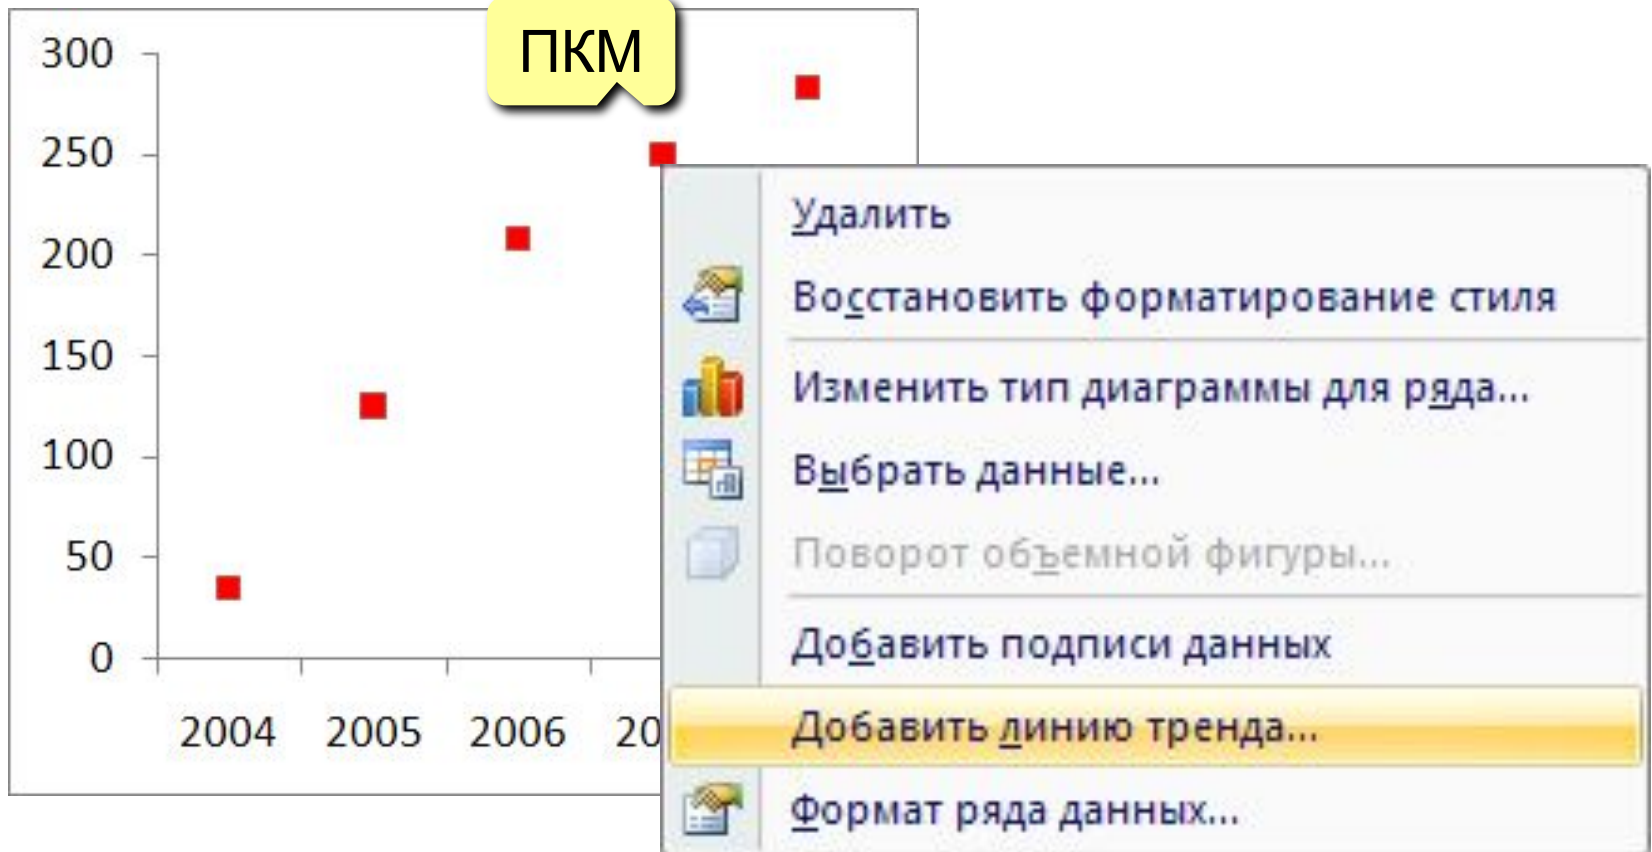 ПКМ
300
250
200
150
100
50
0
2004 2005 2006 20
Удалить
Восстановить форматирование стиля
Изменить тип диаграммы для ряда...
Выбрать данные...
Поворот объемной фигуры...
Добавить подписи данных
Добавить линию тренда...
Формат ряда данных...